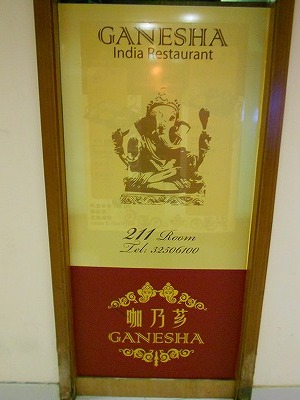 GANESHA
India Restaurant
211 Room
Tel: 32506100
咖乃莎
GANESHA